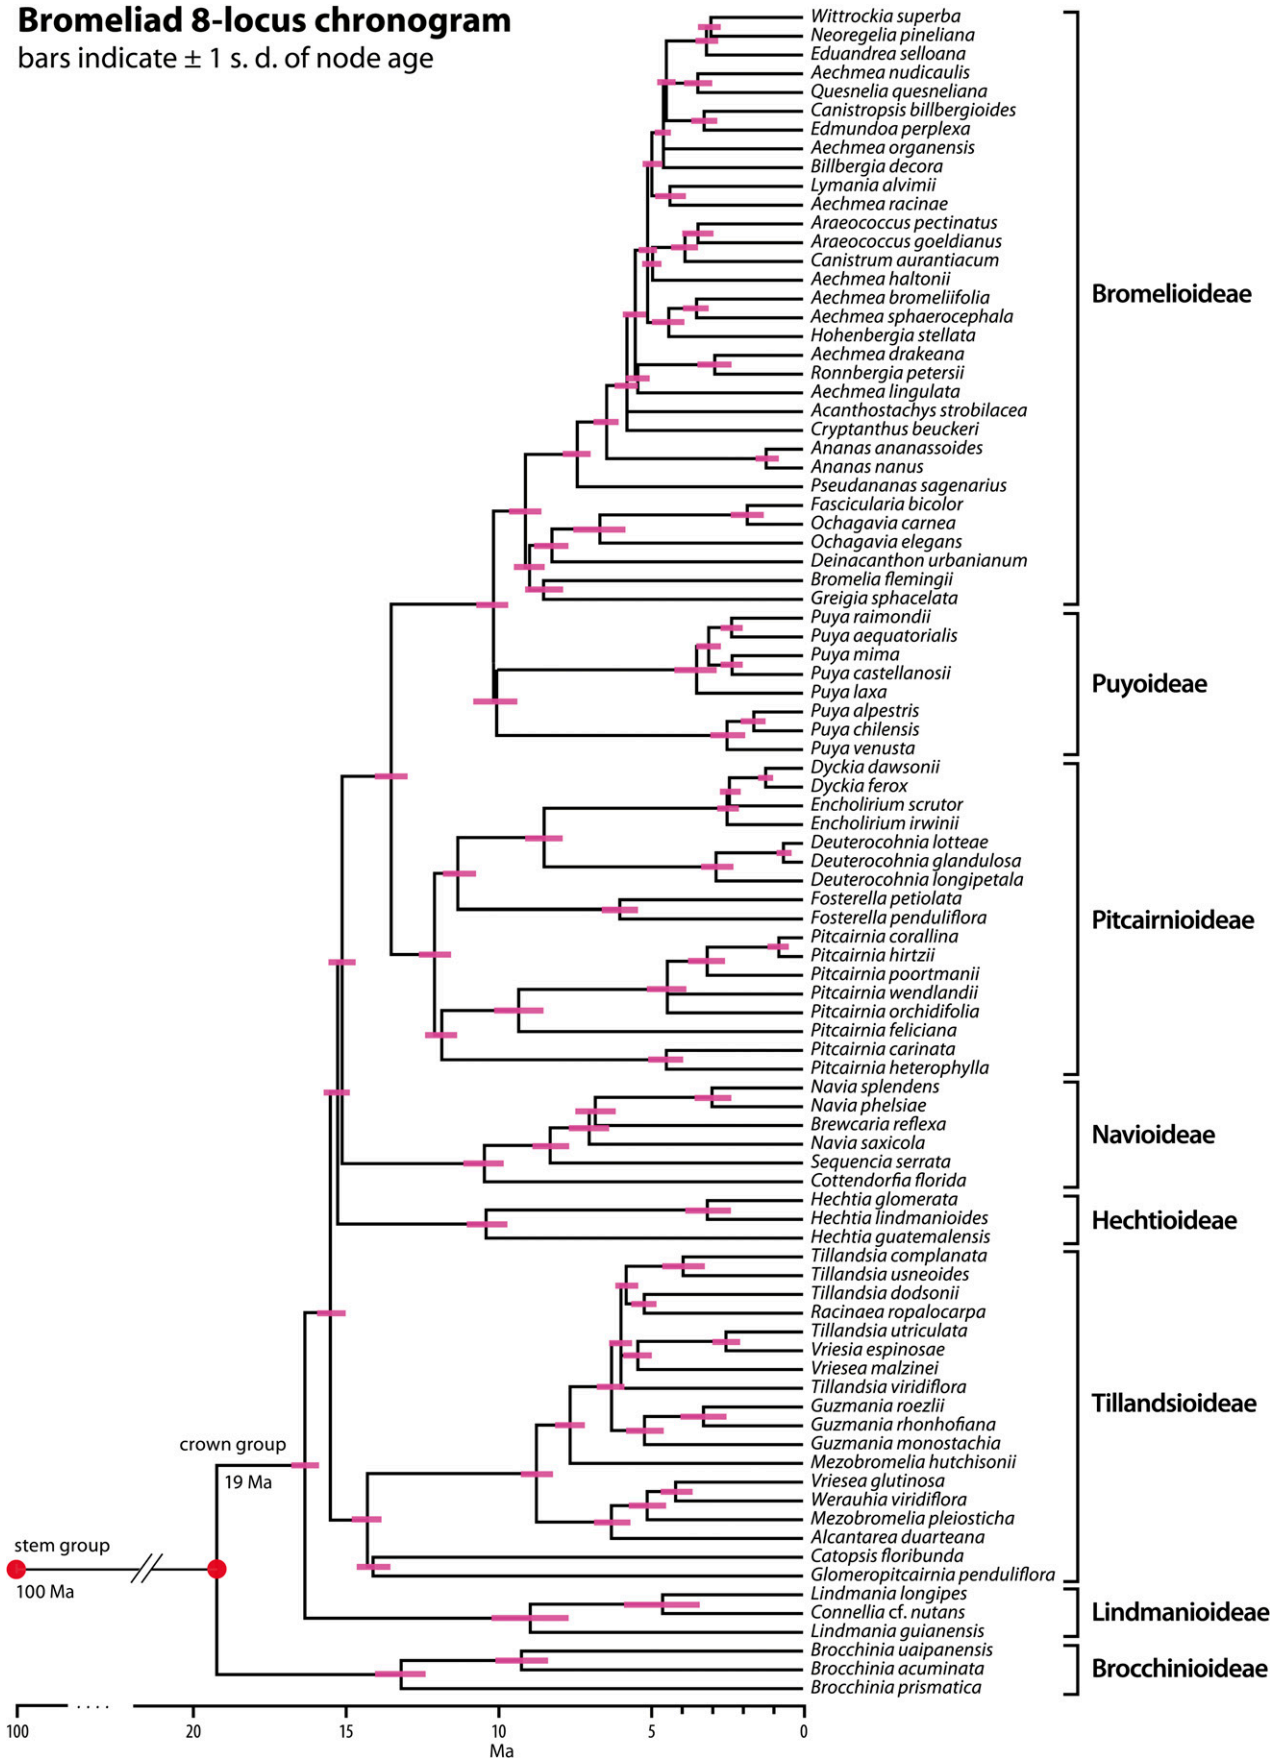 Bromeliad 8-locus chronogram
bars indicate ± 1 s. d. of node age
Wittrockia superba
Neoregelia pineliana
Eduandrea selloana
Aechmea nudicaulis
Quesnelia quesneliana
Canistropsis billbergioides
Edmundoa perplexa
Aechmea organensis
Billbergia decora
Lymania alvimii
Aechmea racinae
Araeococcus pectinatus
Araeococcus goeldianus
Canistrum aurantiacum
Aechmea haltonii
Aechmea bromeliifolia
Aechmea sphaerocephala
Hohenbergia stellata
Aechmea drakeana
Ronnbergia petersii
Aechmea lingulata
Acanthostachys strobilacea
Cryptanthus beuckeri
Ananas ananassoides
Ananas nanus
Pseudananas sagenarius
Fascicularia bicolor
Ochagavia carnea
Ochagavia elegans
Deinacanthon urbanianum
Bromelia flemingii
Greigia sphacelata
Bromelioideae
Puya raimondii
Puya aequatorialis
Puya mima
Puya castellanosii
Puya laxa
Puya alpestris
Puya chilensis
Puya venusta
Puyoideae
Dyckia dawsonii
Dyckia ferox
Encholirium scrutor
Encholirium irwinii
Deuterocohnia lotteae
Deuterocohnia glandulosa
Deuterocohnia longipetala
Fosterella petiolata
Fosterella penduliflora
Pitcairnia corallina
Pitcairnia hirtzii
Pitcairnia poortmanii
Pitcairnia wendlandii
Pitcairnia orchidifolia
Pitcairnia feliciana
Pitcairnia carinata
Pitcairnia heterophylla
Pitcairnioideae
Navia splendens
Navia phelsiae
Brewcaria reflexa
Navia saxicola
Sequencia serrata
Cottendorfia florida
Navioideae
Hechtia glomerata
Hechtia lindmanioides
Hechtia guatemalensis
Hechtioideae
Tillandsia complanata
Tillandsia usneoides
Tillandsia dodsonii
Racinaea ropalocarpa
Tillandsia utriculata
Vriesia espinosae
Vriesea malzinei
Tillandsia viridiflora
Guzmania roezlii
Guzmania rhonhofiana
Guzmania monostachia
Mezobromelia hutchisonii
Vriesea glutinosa
Werauhia viridiflora
Mezobromelia pleiosticha
Alcantarea duarteana
Catopsis floribunda
Glomeropitcairnia penduliflora
Tillandsioideae
Lindmania longipes
Connellia cf. nutans
Lindmania guianensis
Lindmanioideae
Brocchinia uaipanensis
Brocchinia acuminata
Brocchinia prismatica
Brocchinioideae
crown group
19 Ma
stem group
100 Ma
100 20 15 10 5 0
Ma